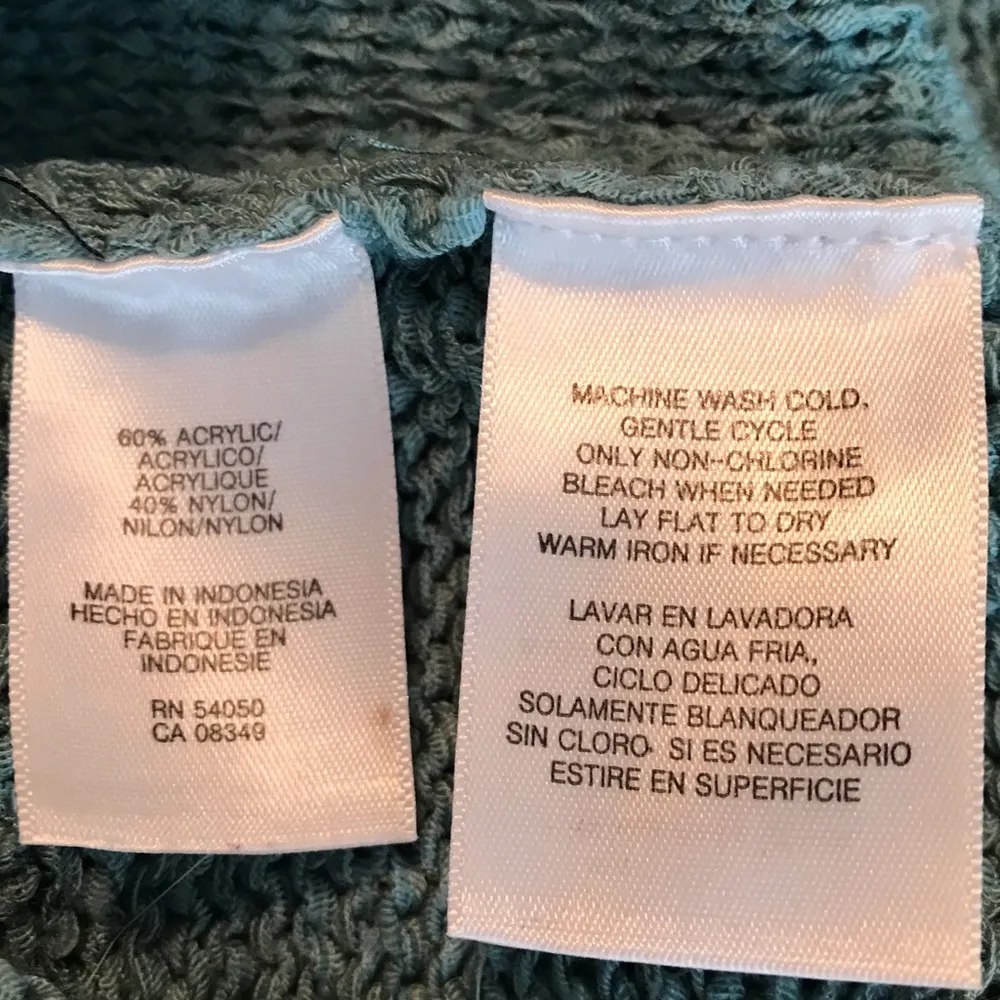 60% ACRYLIC/
ACRYLICO/
ACRYLIQUE
40% NYLON/
NILON/NYLON
MADE IN INDONESIA
HECHO EN INDONESIA
FABRIQUE EN
INDONESIE
RN 54050
CA 08349
MACHINE WASH COLD,
GENTLE CYCLE
ONLY NON-CHLORINE
BLEACH WHEN NEEDED
LAY FLAT TO DRY
WARM IRON IF NECESSARY
LAVAR EN LAVADORA
CON AGUA FRIA,
CICLO DELICADO
SOLAMENTE BLANQUEADOR
SIN CLORO SI ES NECESARIO
ESTIRE EN SUPERFICIE